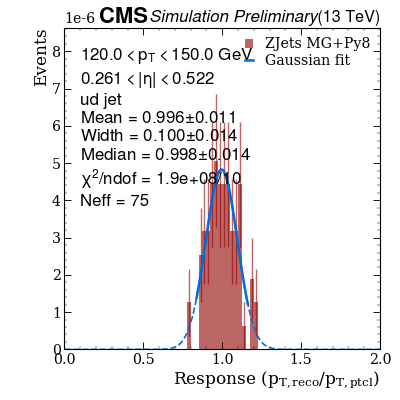 1e-6 CMS Simulation Preliminary (13 TeV)
Events
120.0 < p_T < 150.0 GeV
0.261 < |η| < 0.522
ud jet
Mean = 0.996±0.011
Width = 0.100±0.014
Median = 0.998±0.014
χ²/ndof = 1.9e+08/10
Neff = 75
ZJets MG+Py8
Gaussian fit
8
7
6
5
4
3
2
1
0
0.0 0.5 1.0 1.5 2.0
Response (p_T,reco/p_T,ptcl)